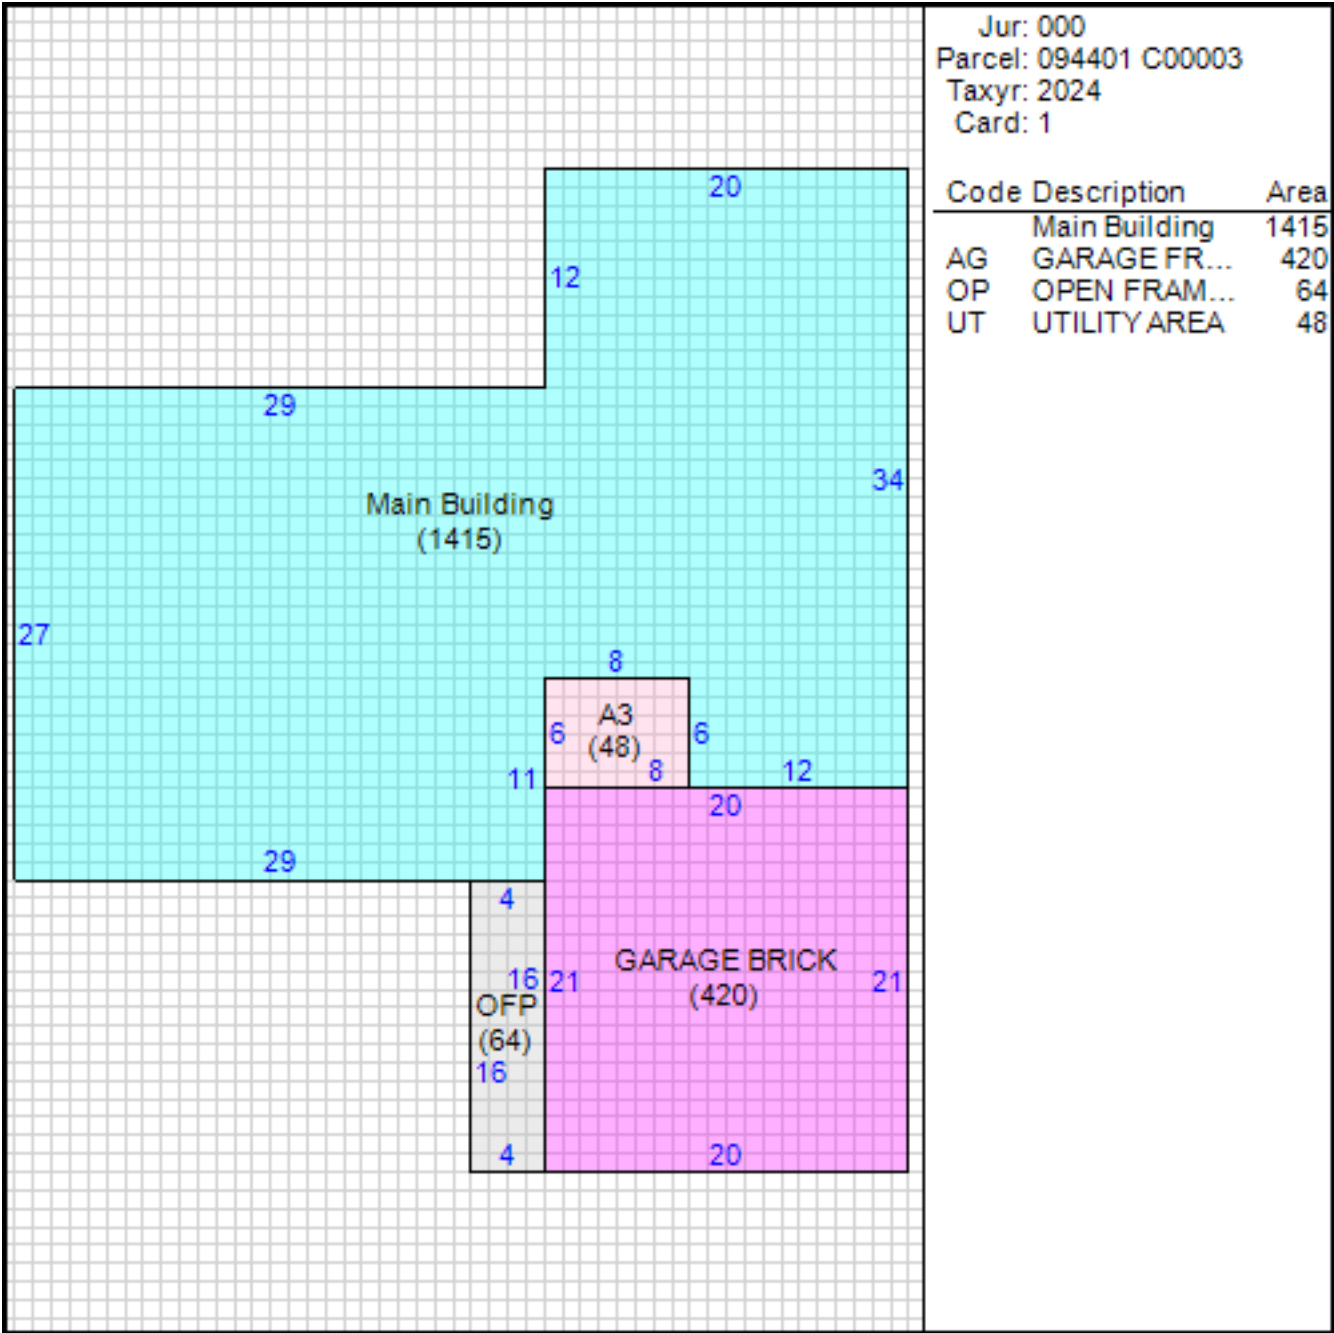 Jur: 000
Parcel: 094401 C00003
Taxyr: 2024
Card: 1
Code Description Area
Main Building 1415
AG GARAGE FR... 420
OP OPEN FRAM... 64
UT UTILITY AREA 48
20
12
29
34
Main Building
(1415)
27
8
A3
6 6
(48)
11 8 12
20
29
4
GARAGE BRICK
16 21 21
(420)
OFP
(64)
16
4 20